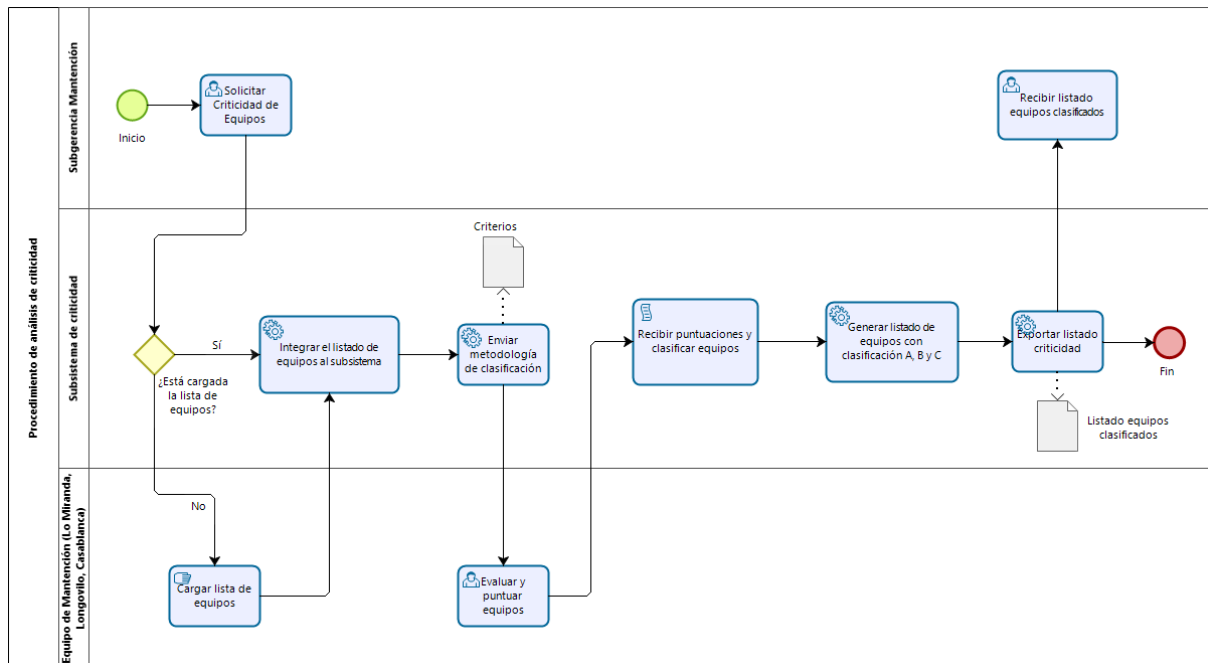 Procedimiento de análisis de criticidad
Subgerencia Mantención
Inicio
Solicitar
Criticidad de
Equipos
Recibir listado
equipos clasificados
Subsistema de criticidad
¿Está cargada
la lista de
equipos?
Sí
No
Integrar el listado de
equipos al subsistema
Criterios
Enviar
metodología
de clasificación
Recibir puntuaciones y
clasificar equipos
Generar listado de
equipos con
clasificación A, B y C
Exportar listado
criticidad
Fin
Listado equipos
clasificados
Equipo de Mantención (Lo Miranda,
Longovilo, Casablanca)
Cargar lista de
equipos
Evaluar y
puntuar
equipos